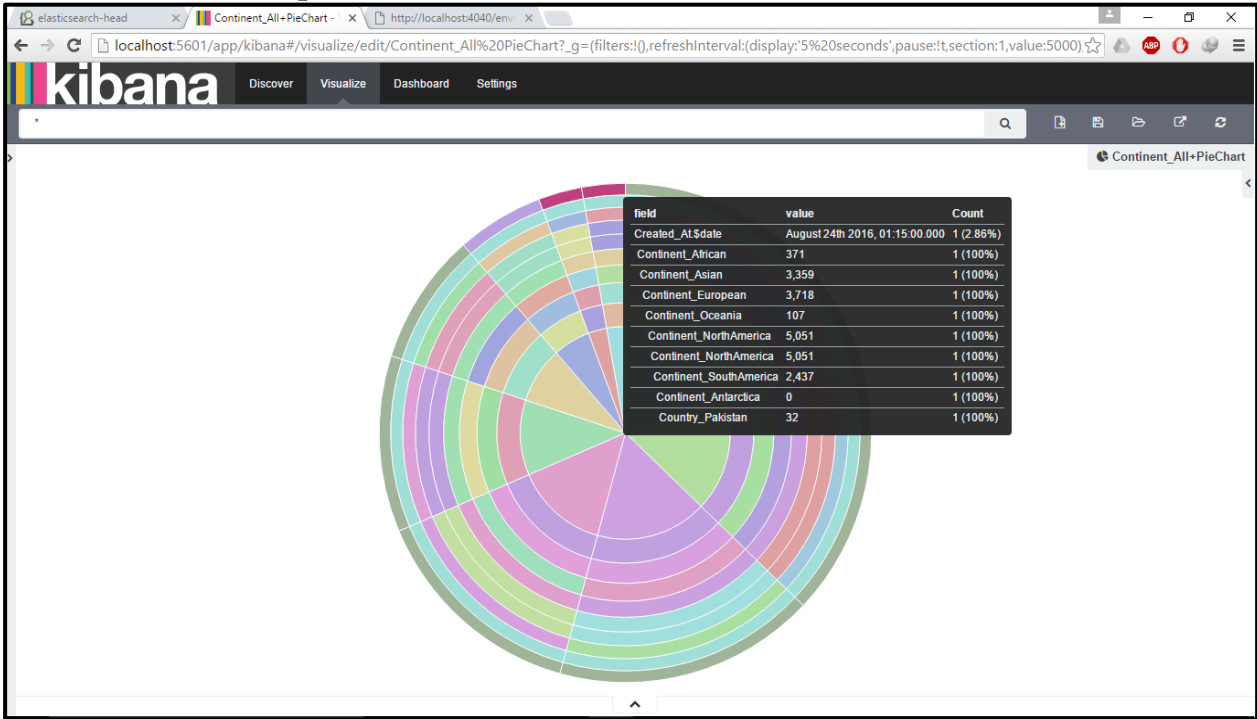 elasticsearch-head
Continent_All+PieChart -
http://localhost:4040/env
localhost:5601/app/kibana#/visualize/edit/Continent_All%20PieChart?_g=(filters:!(),refreshInterval:(display:'5%20seconds',pause:!t,section:1,value:5000)
ABP
kibana Discover Visualize Dashboard Settings
*
Continent_All+PieChart
field value Count
Created_At.$date August 24th 2016, 01:15:00.000 1 (2.86%)
Continent_African 371 1 (100%)
Continent_Asian 3,359 1 (100%)
Continent_European 3,718 1 (100%)
Continent_Oceania 107 1 (100%)
Continent_NorthAmerica 5,051 1 (100%)
Continent_NorthAmerica 5,051 1 (100%)
Continent_SouthAmerica 2,437 1 (100%)
Continent_Antarctica 0 1 (100%)
Country_Pakistan 32 1 (100%)